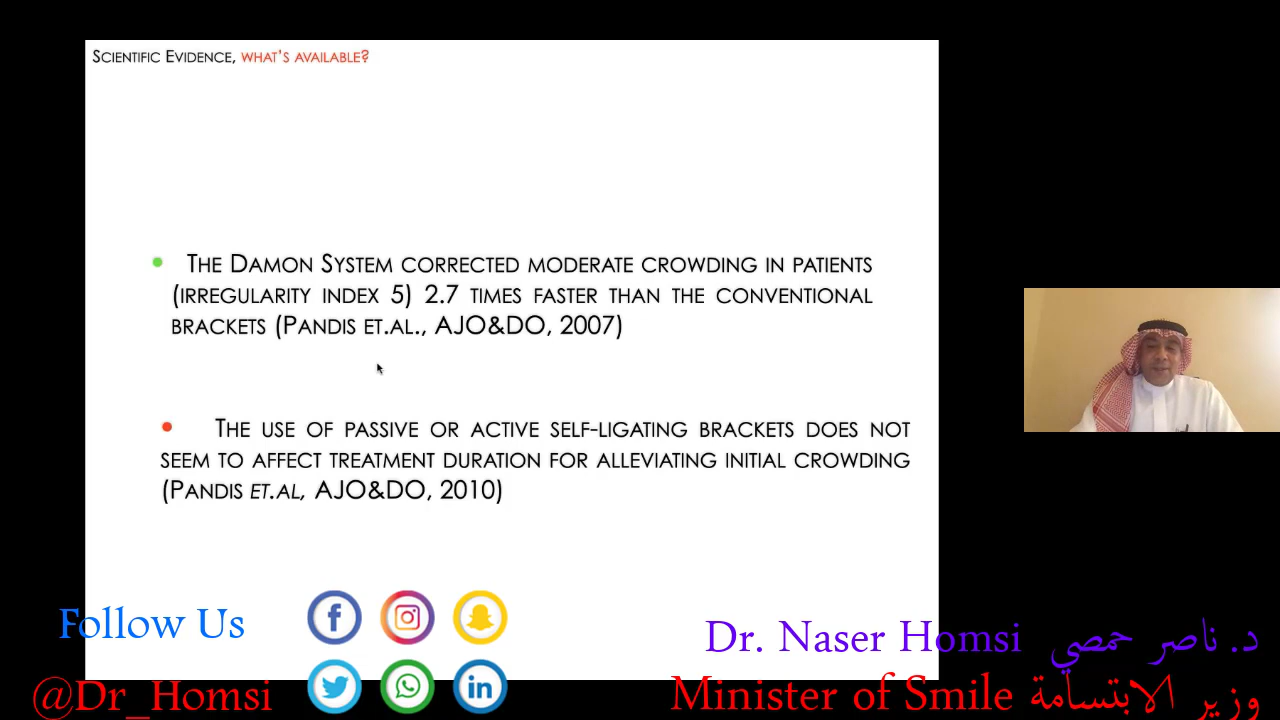 Scientific Evidence, what's available?
• The Damon System corrected moderate crowding in patients
(irregularity index 5) 2.7 times faster than the conventional
brackets (Pandis et.al., AJO&DO, 2007)
• The use of passive or active self-ligating brackets does not
seem to affect treatment duration for alleviating initial crowding
(Pandis et.al, AJO&DO, 2010)
Follow Us
@Dr_Homsi
Dr. Naser Homsi د. ناصر حمصي
Minister of Smile وزير الابتسامة